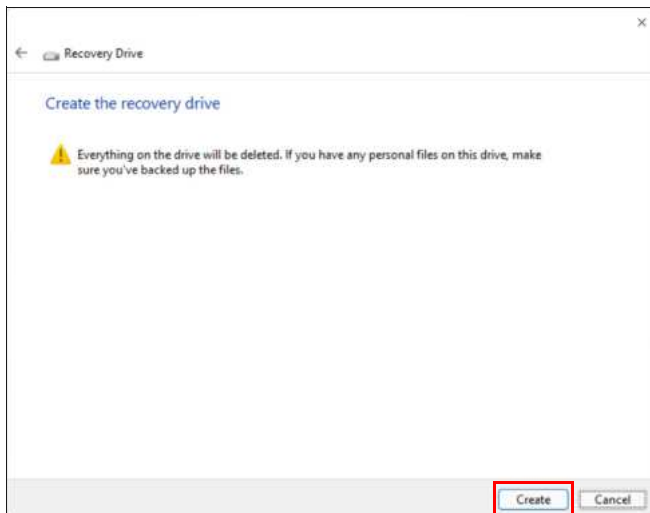 Recovery Drive
Create the recovery drive
Everything on the drive will be deleted. If you have any personal files on this drive, make
sure you've backed up the files.
Create
Cancel